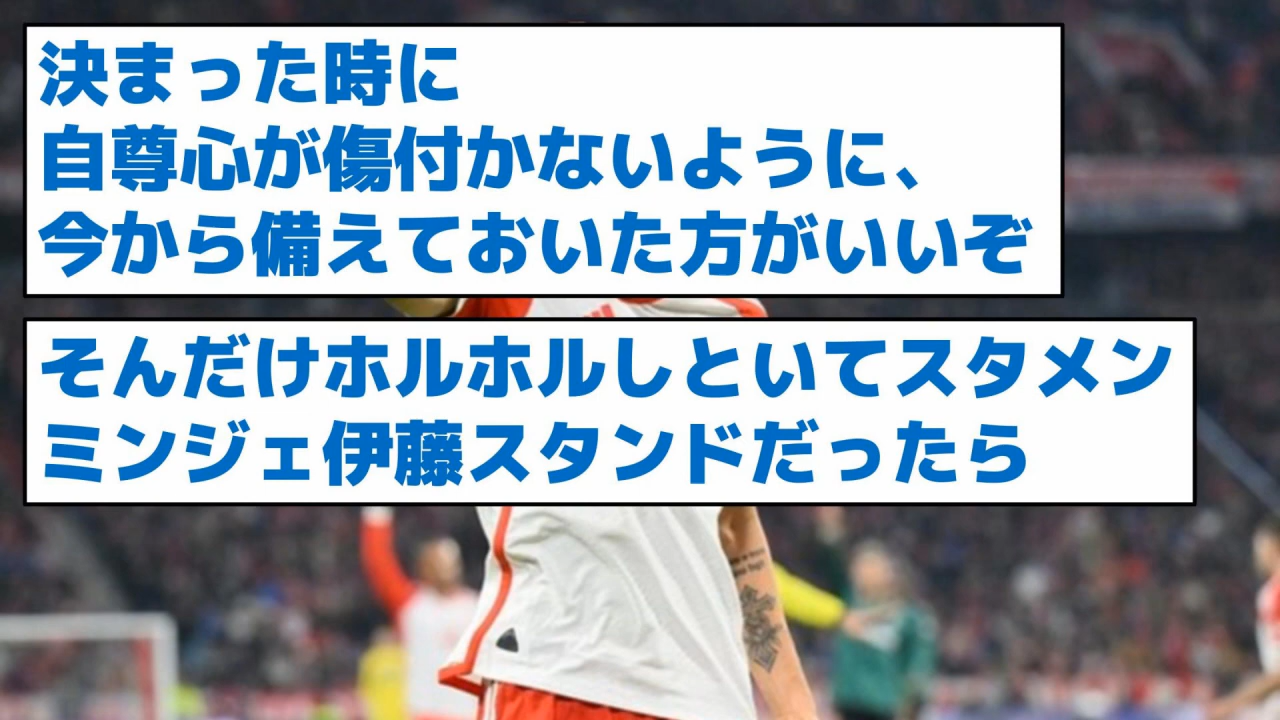 決まった時に
自尊心が傷付かないように、
今から備えておいた方がいいぞ
そんだけホルホルしといてスタメン
ミンジェ伊藤スタンドだったら